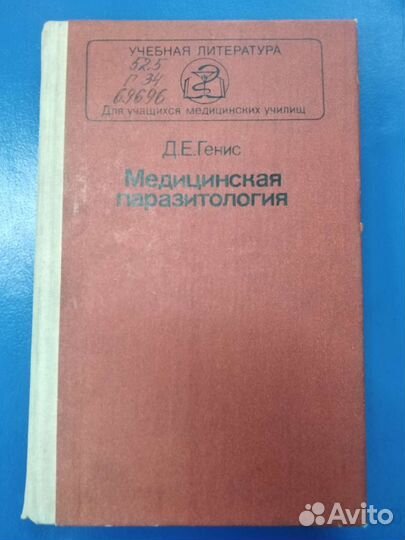 УЧЕБНАЯ ЛИТЕРАТУРА
52.5
Г 34
69696
Для учащихся медицинских училищ
Д.Е.Генис
Медицинская
паразитология
Avito